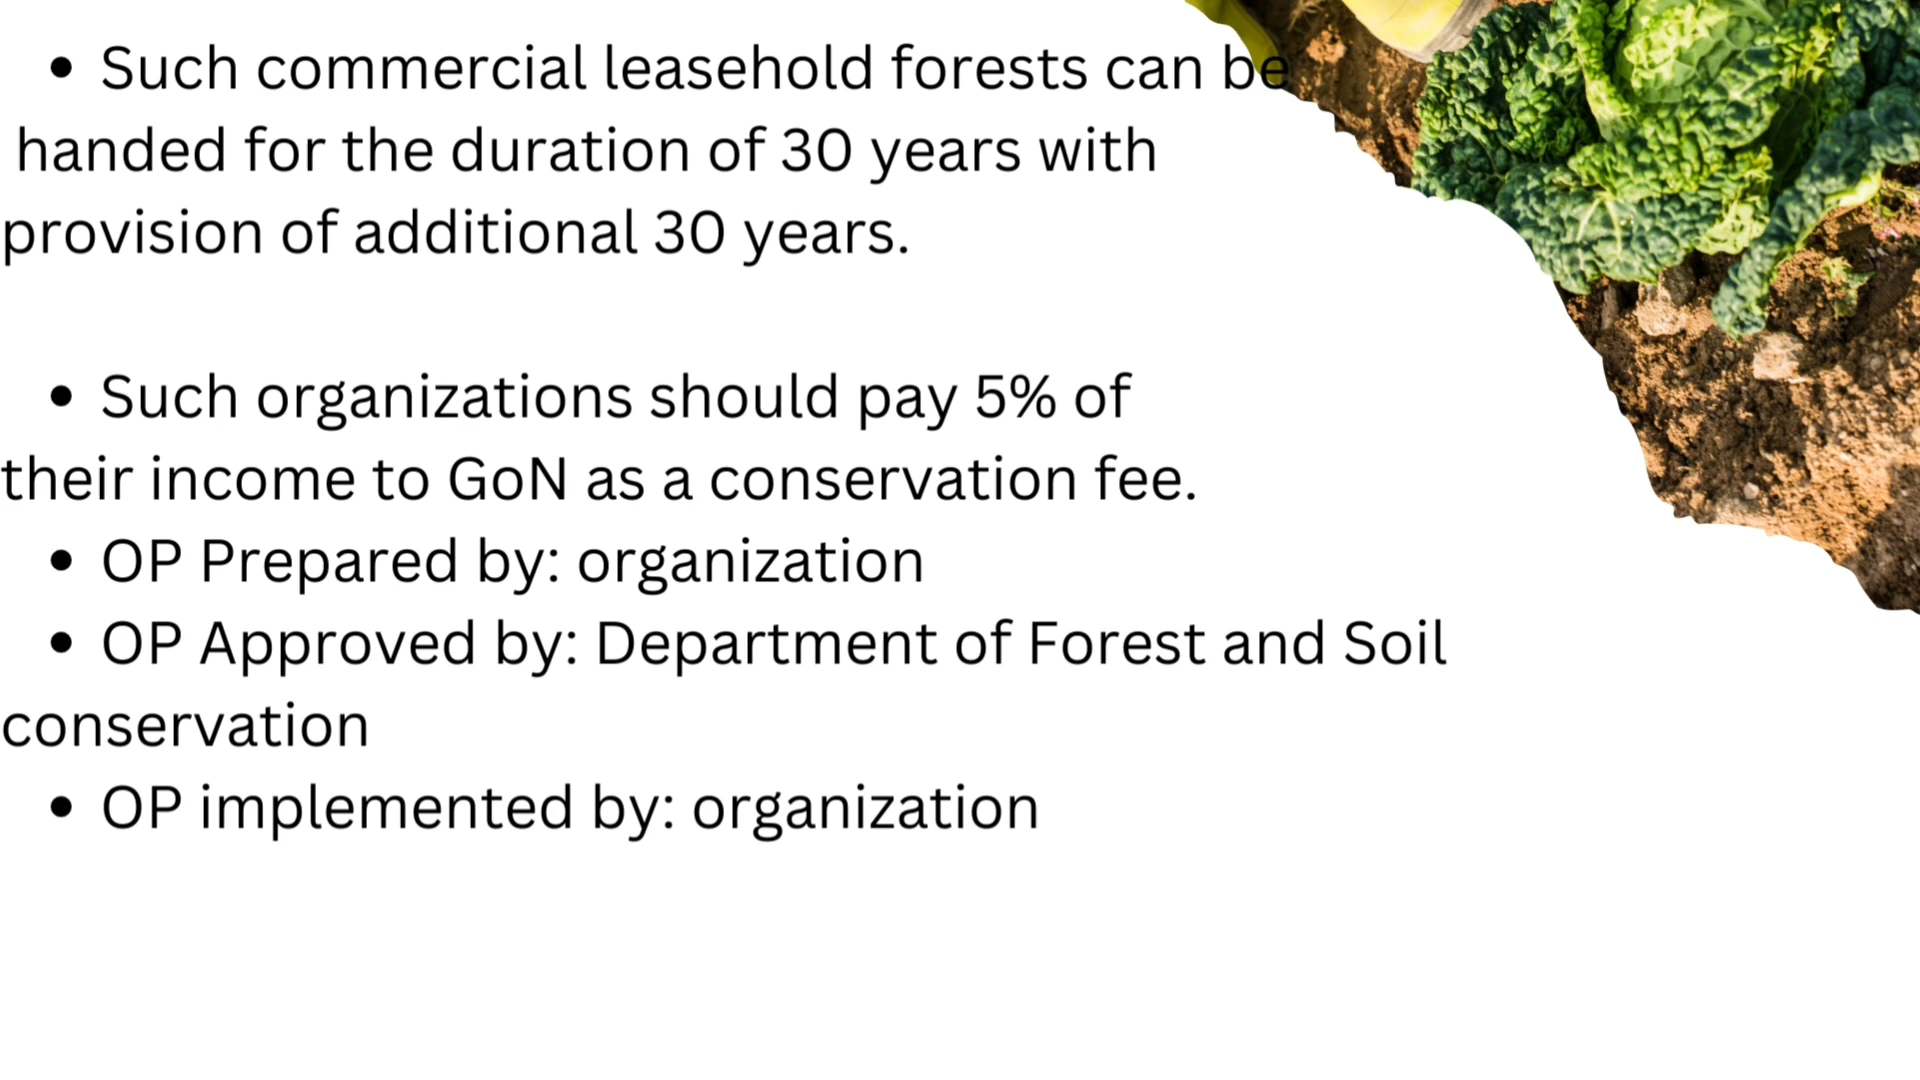 • Such commercial leasehold forests can be
handed for the duration of 30 years with
provision of additional 30 years.
• Such organizations should pay 5% of
their income to GoN as a conservation fee.
• OP Prepared by: organization
• OP Approved by: Department of Forest and Soil
conservation
• OP implemented by: organization